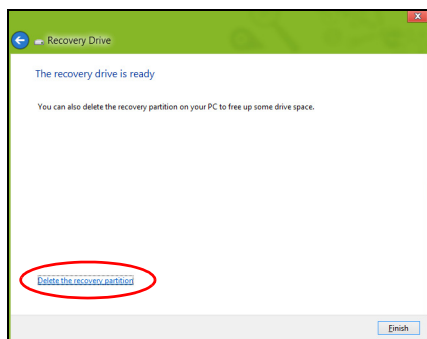 x
Recovery Drive
The recovery drive is ready
You can also delete the recovery partition on your PC to free up some drive space.
Delete the recovery partition
Finish